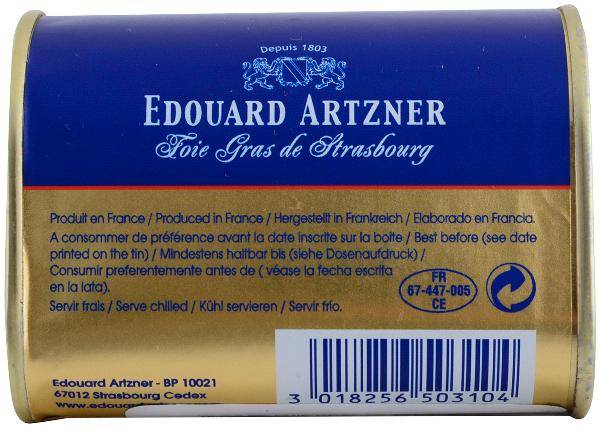 Depuis 1803
EDOUARD ARTZNER
Foie Gras de Strasbourg
Produit en France / Produced in France / Hergestellt in Frankreich / Elaborado en Francia.
A consommer de préférence avant la date inscrite sur la boîte / Best before (see date
printed on the tin) / Mindestens haltbar bis (siehe Dosenaufdruck) /
Consumir preferentemente antes de ( véase la fecha escrita
en la lata).
Servir frais / Serve chilled / Kühl servieren / Servir frío.
FR
67-447-005
CE
Edouard Artzner - BP 10021
67012 Strasbourg Cedex
3 018256 503104